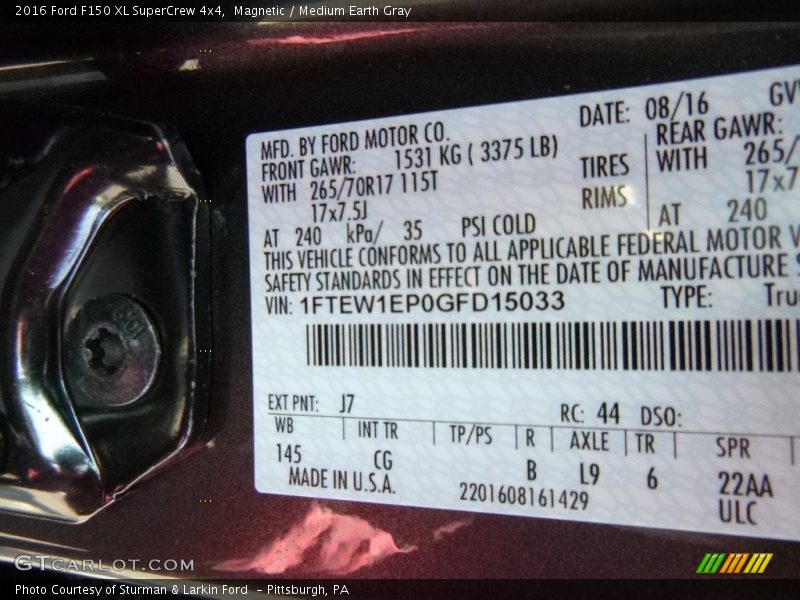 2016 Ford F150 XL SuperCrew 4x4,  Magnetic / Medium Earth Gray
MFD. BY FORD MOTOR CO. DATE: 08/16 GV
FRONT GAWR: 1531 KG ( 3375 LB) REAR GAWR:
WITH 265/70R17 115T TIRES WITH 265/
17x7.5J RIMS 17x7
AT 240 kPa/ 35 PSI COLD AT 240
THIS VEHICLE CONFORMS TO ALL APPLICABLE FEDERAL MOTOR V
SAFETY STANDARDS IN EFFECT ON THE DATE OF MANUFACTURE S
VIN: 1FTEW1EP0GFD15033 TYPE: Tru
EXT PNT: J7 RC: 44 DSO:
WB INT TR TP/PS R AXLE TR SPR
145 CG B L9 6 22AA
MADE IN U.S.A. 2201608161429 ULC
GTCARLOT.COM
Photo Courtesy of Sturman & Larkin Ford  - Pittsburgh, PA